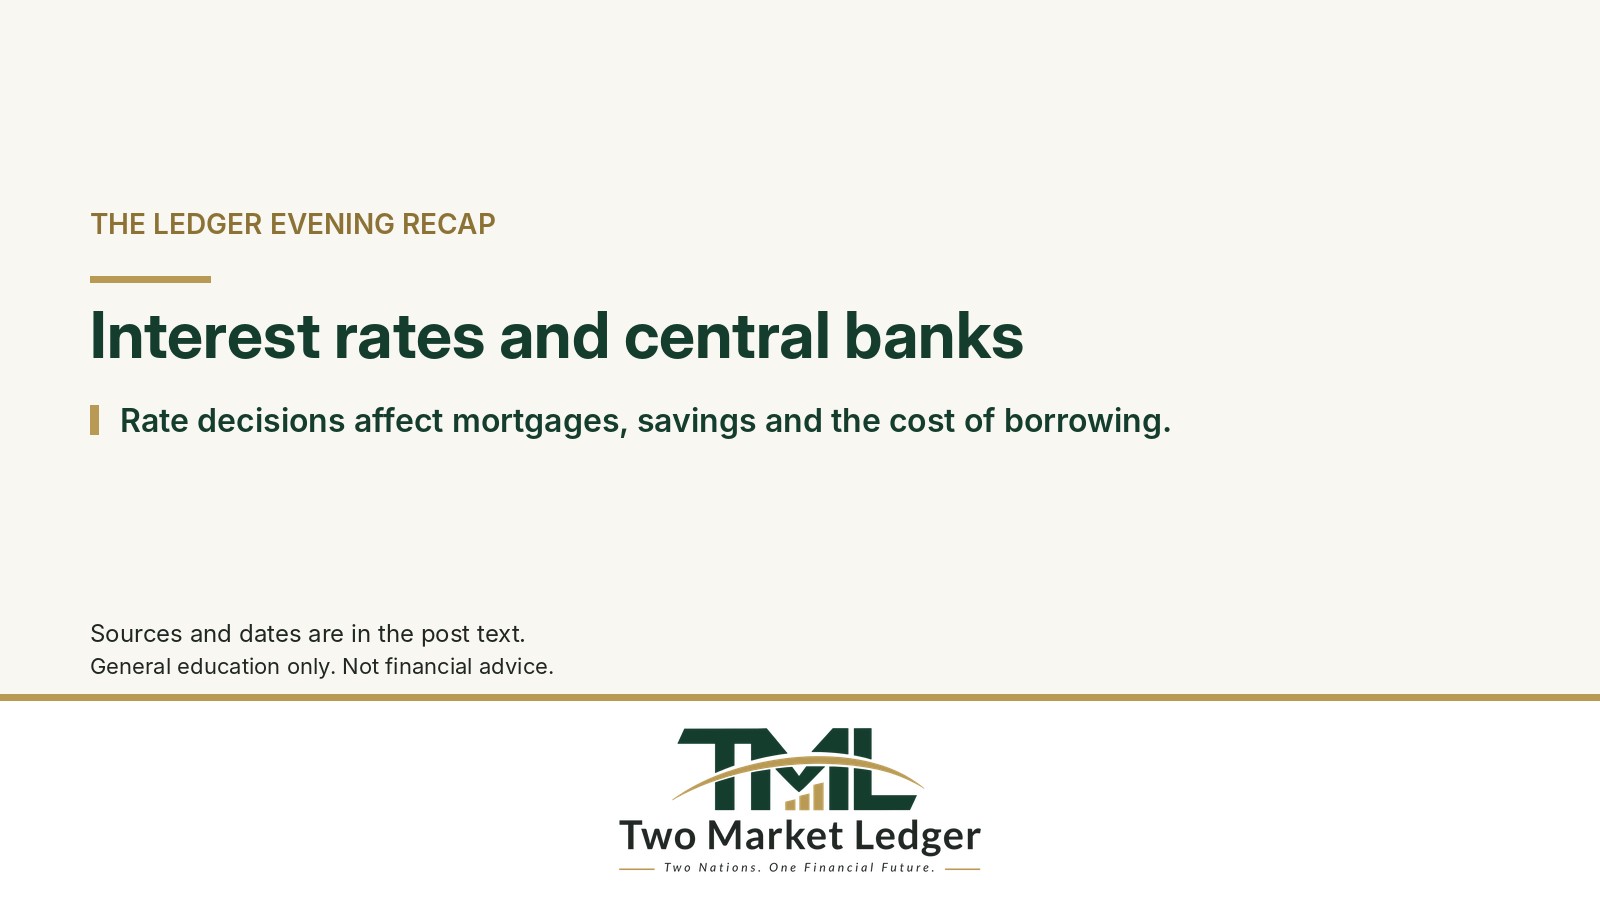 THE LEDGER EVENING RECAP
Interest rates and central banks
Rate decisions affect mortgages, savings and the cost of borrowing.
Sources and dates are in the post text.
General education only. Not financial advice.
TML
Two Market Ledger
Two Nations. One Financial Future.